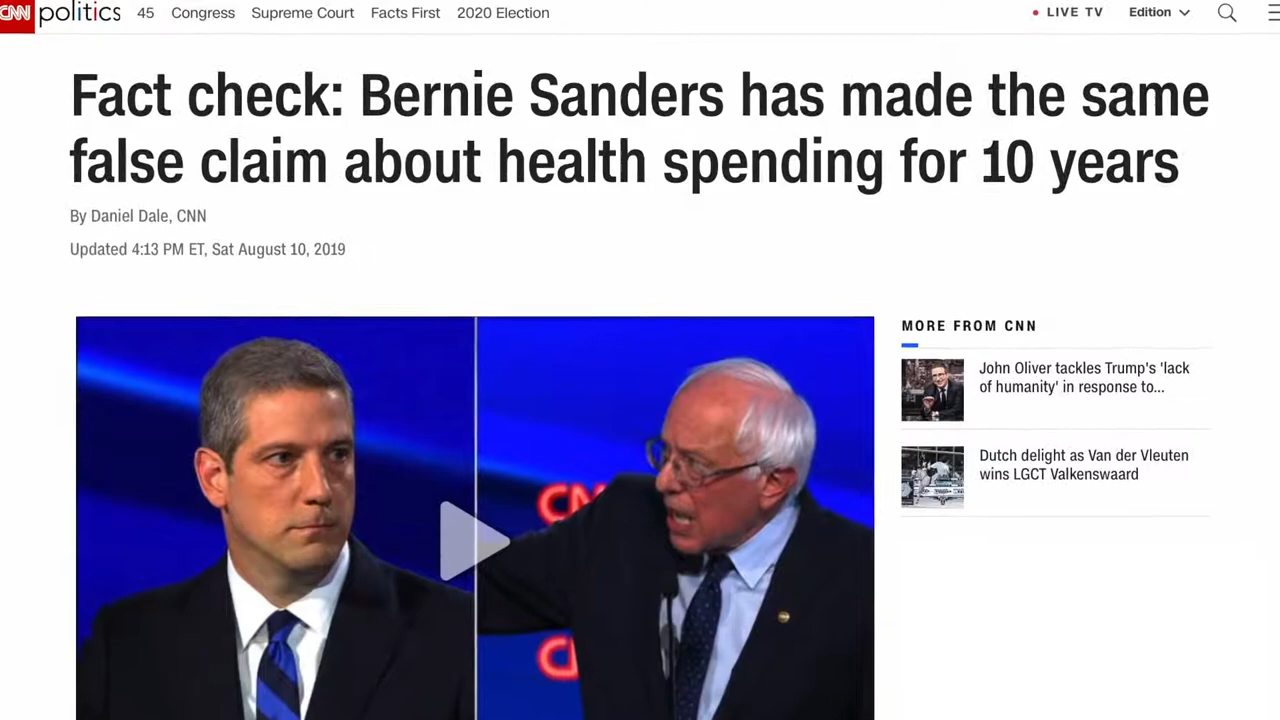 CNN politics 45 Congress Supreme Court Facts First 2020 Election LIVE TV Edition
Fact check: Bernie Sanders has made the same
false claim about health spending for 10 years
By Daniel Dale, CNN
Updated 4:13 PM ET, Sat August 10, 2019
MORE FROM CNN
John Oliver tackles Trump's 'lack
of humanity' in response to...
Dutch delight as Van der Vleuten
wins LGCT Valkenswaard
CN
CN